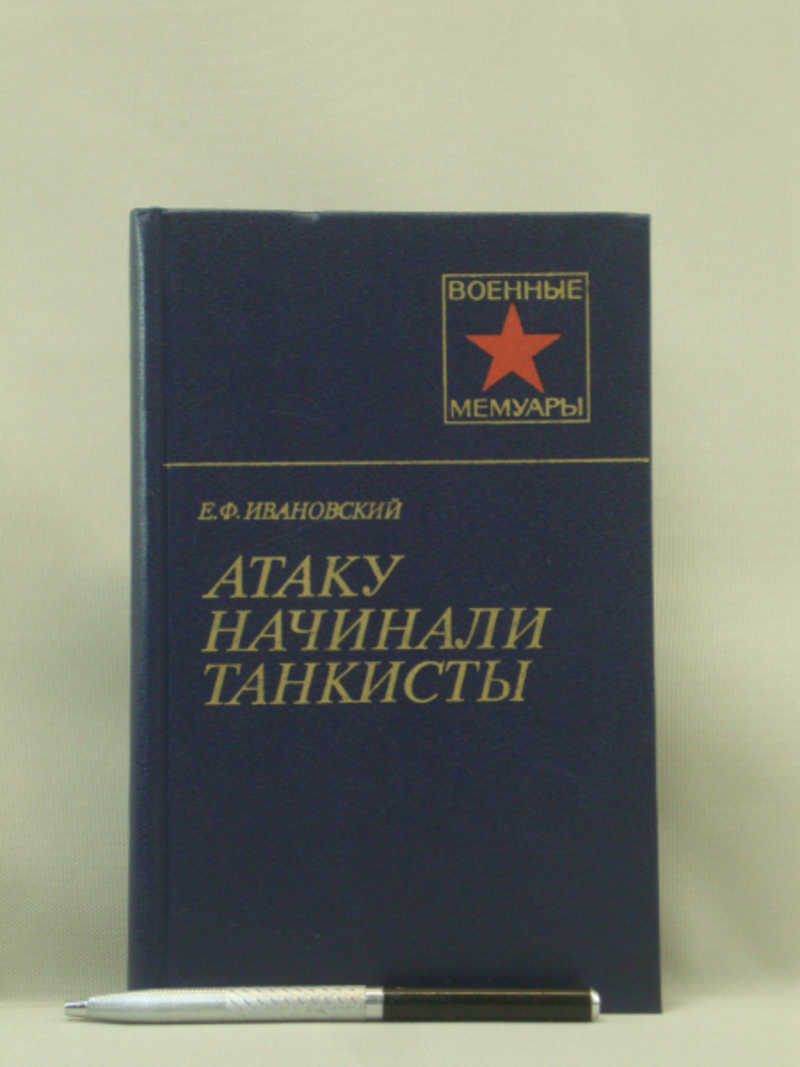 ВОЕННЫЕ
МЕМУАРЫ
Е.Ф. ИВАНОВСКИЙ
АТАКУ
НАЧИНАЛИ
ТАНКИСТЫ